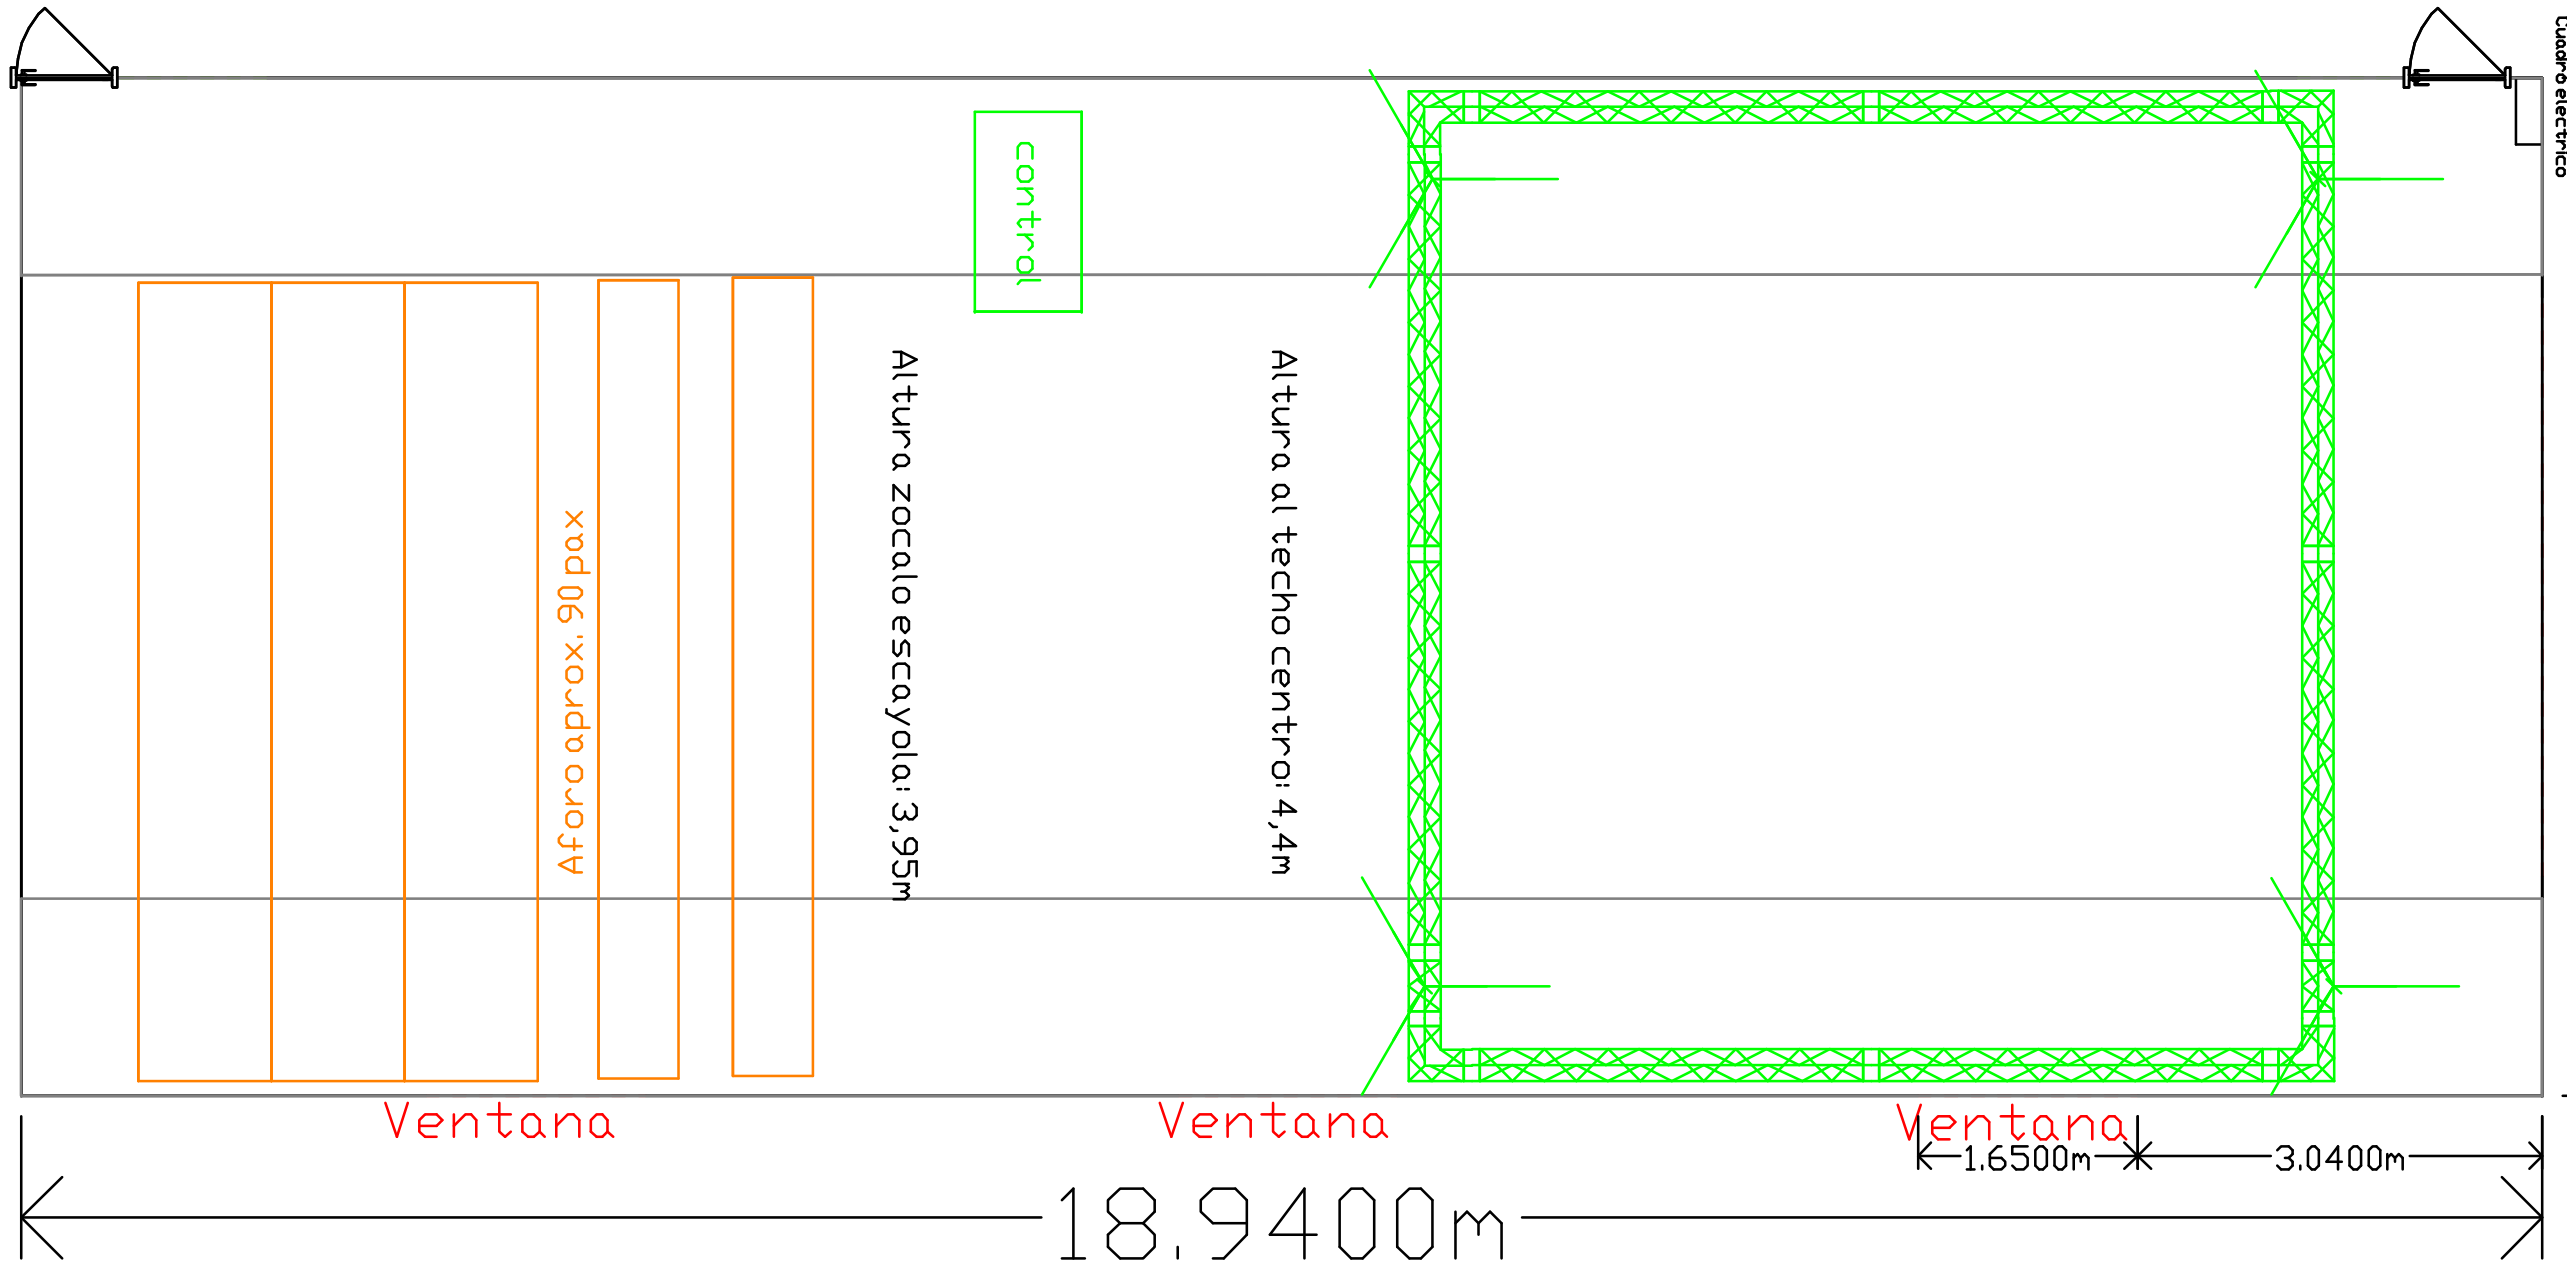 Cuadro electrico
control
Altura zocalo escayola: 3,95m
Altura al techo centro: 4,4m
Aforo aprox. 90 pax
Ventana
Ventana
Ventana
1.6500m
3.0400m
18.9400m